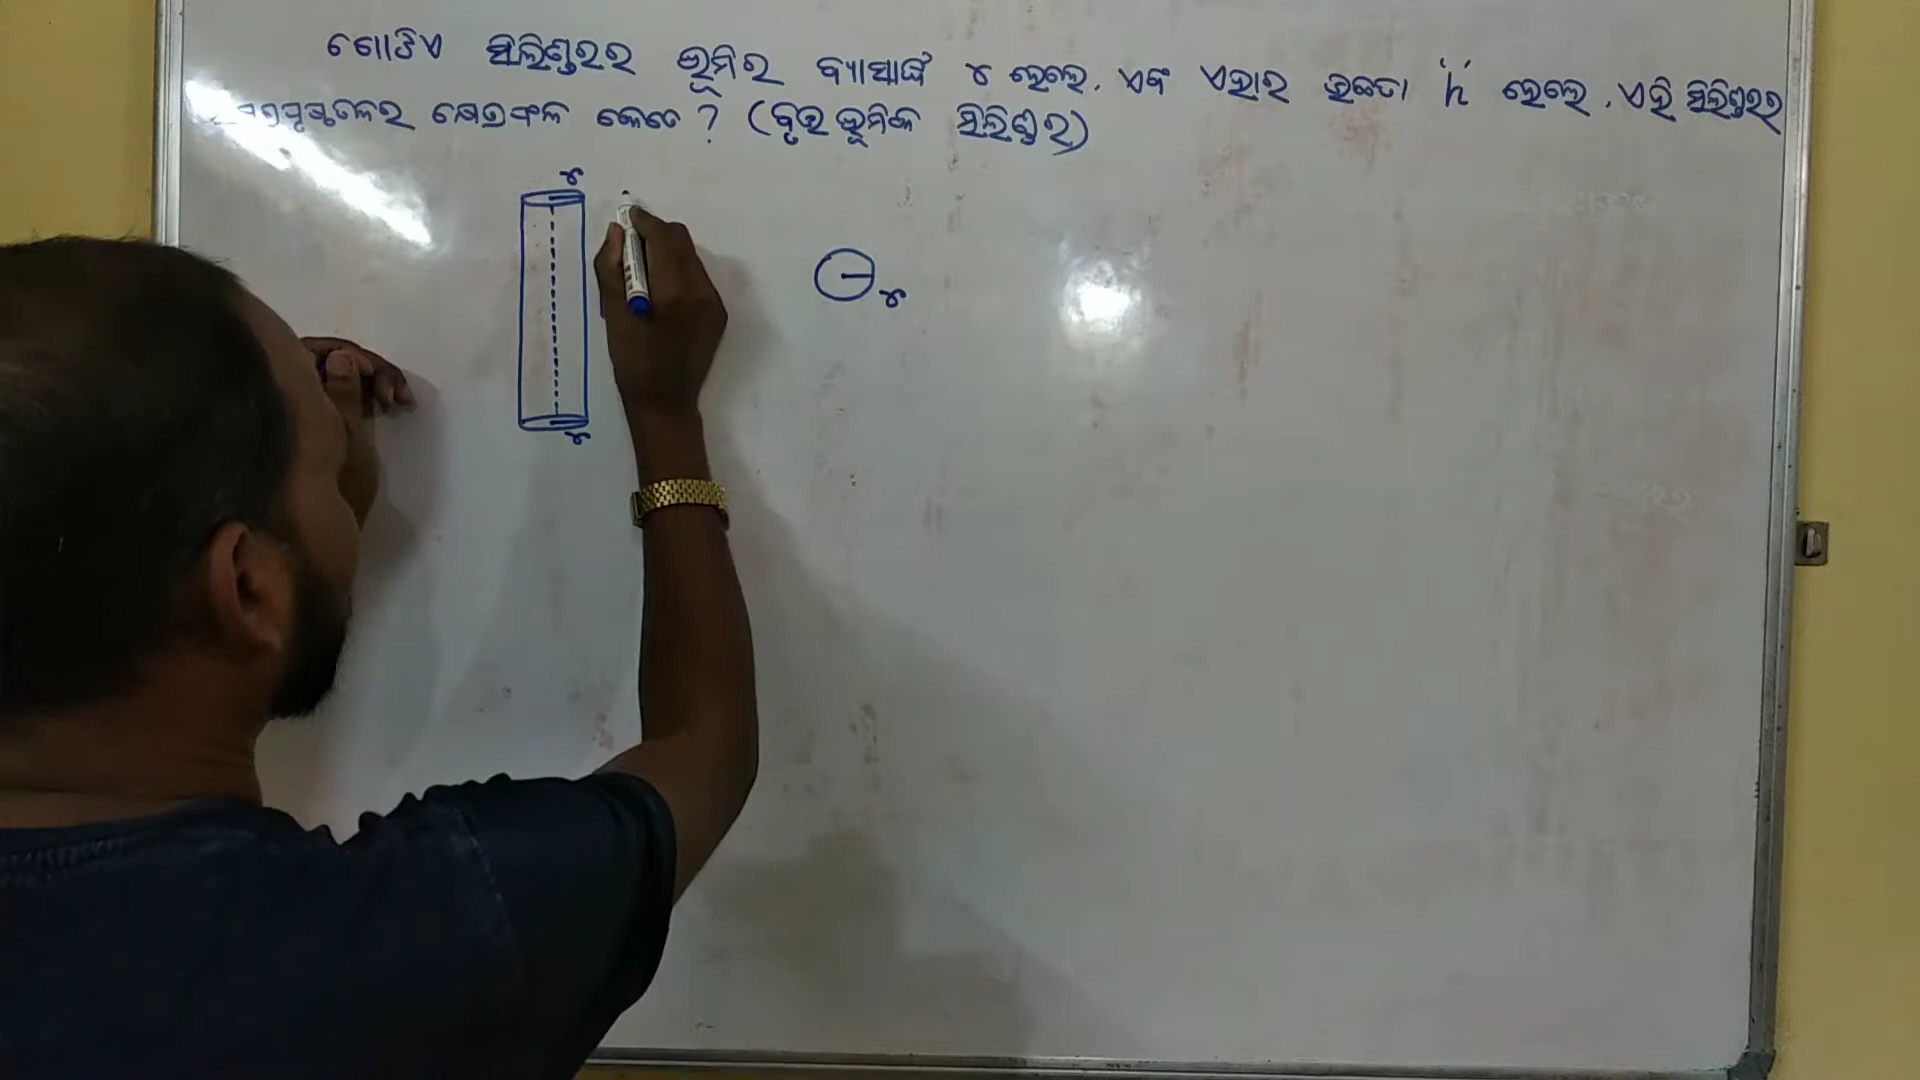 ଗୋଟିଏ ସିଲିଣ୍ଡରର ଭୂମିର ବ୍ୟାସାର୍ଦ୍ଧ r ହେଲେ, ଏବଂ ଏହାର ଉଚ୍ଚତା 'h' ହେଲେ, ଏହି ସିଲିଣ୍ଡରର
କ୍ଷେତ୍ରଫଳ କେତେ? (ବୃତ୍ତ ଭୂମିକ ସିଲିଣ୍ଡର)
r
r
r